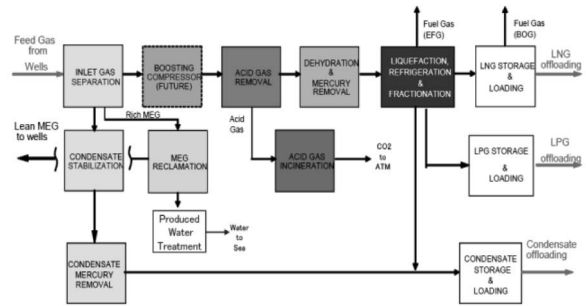 Fuel Gas
(EFG)
Fuel Gas
(BOG)
Feed Gas
from
Wells
INLET GAS
SEPARATION
BOOSTING
COMPRESSOR
(FUTURE)
ACID GAS
REMOVAL
DEHYDRATION
&
MERCURY
REMOVAL
LIQUEFACTION,
REFRIGERATION
&
FRACTIONATION
LNG STORAGE
&
LOADING
LNG
offloading
Rich MEG
Acid
Gas
Lean MEG
to wells
CONDENSATE
STABILIZATION
MEG
RECLAMATION
ACID GAS
INCINERATION
CO2
to
ATM
LPG STORAGE
&
LOADING
LPG
offloading
Produced
Water
Treatment
Water
to
Sea
CONDENSATE
MERCURY
REMOVAL
CONDENSATE
STORAGE
&
LOADING
Condensate
offloading